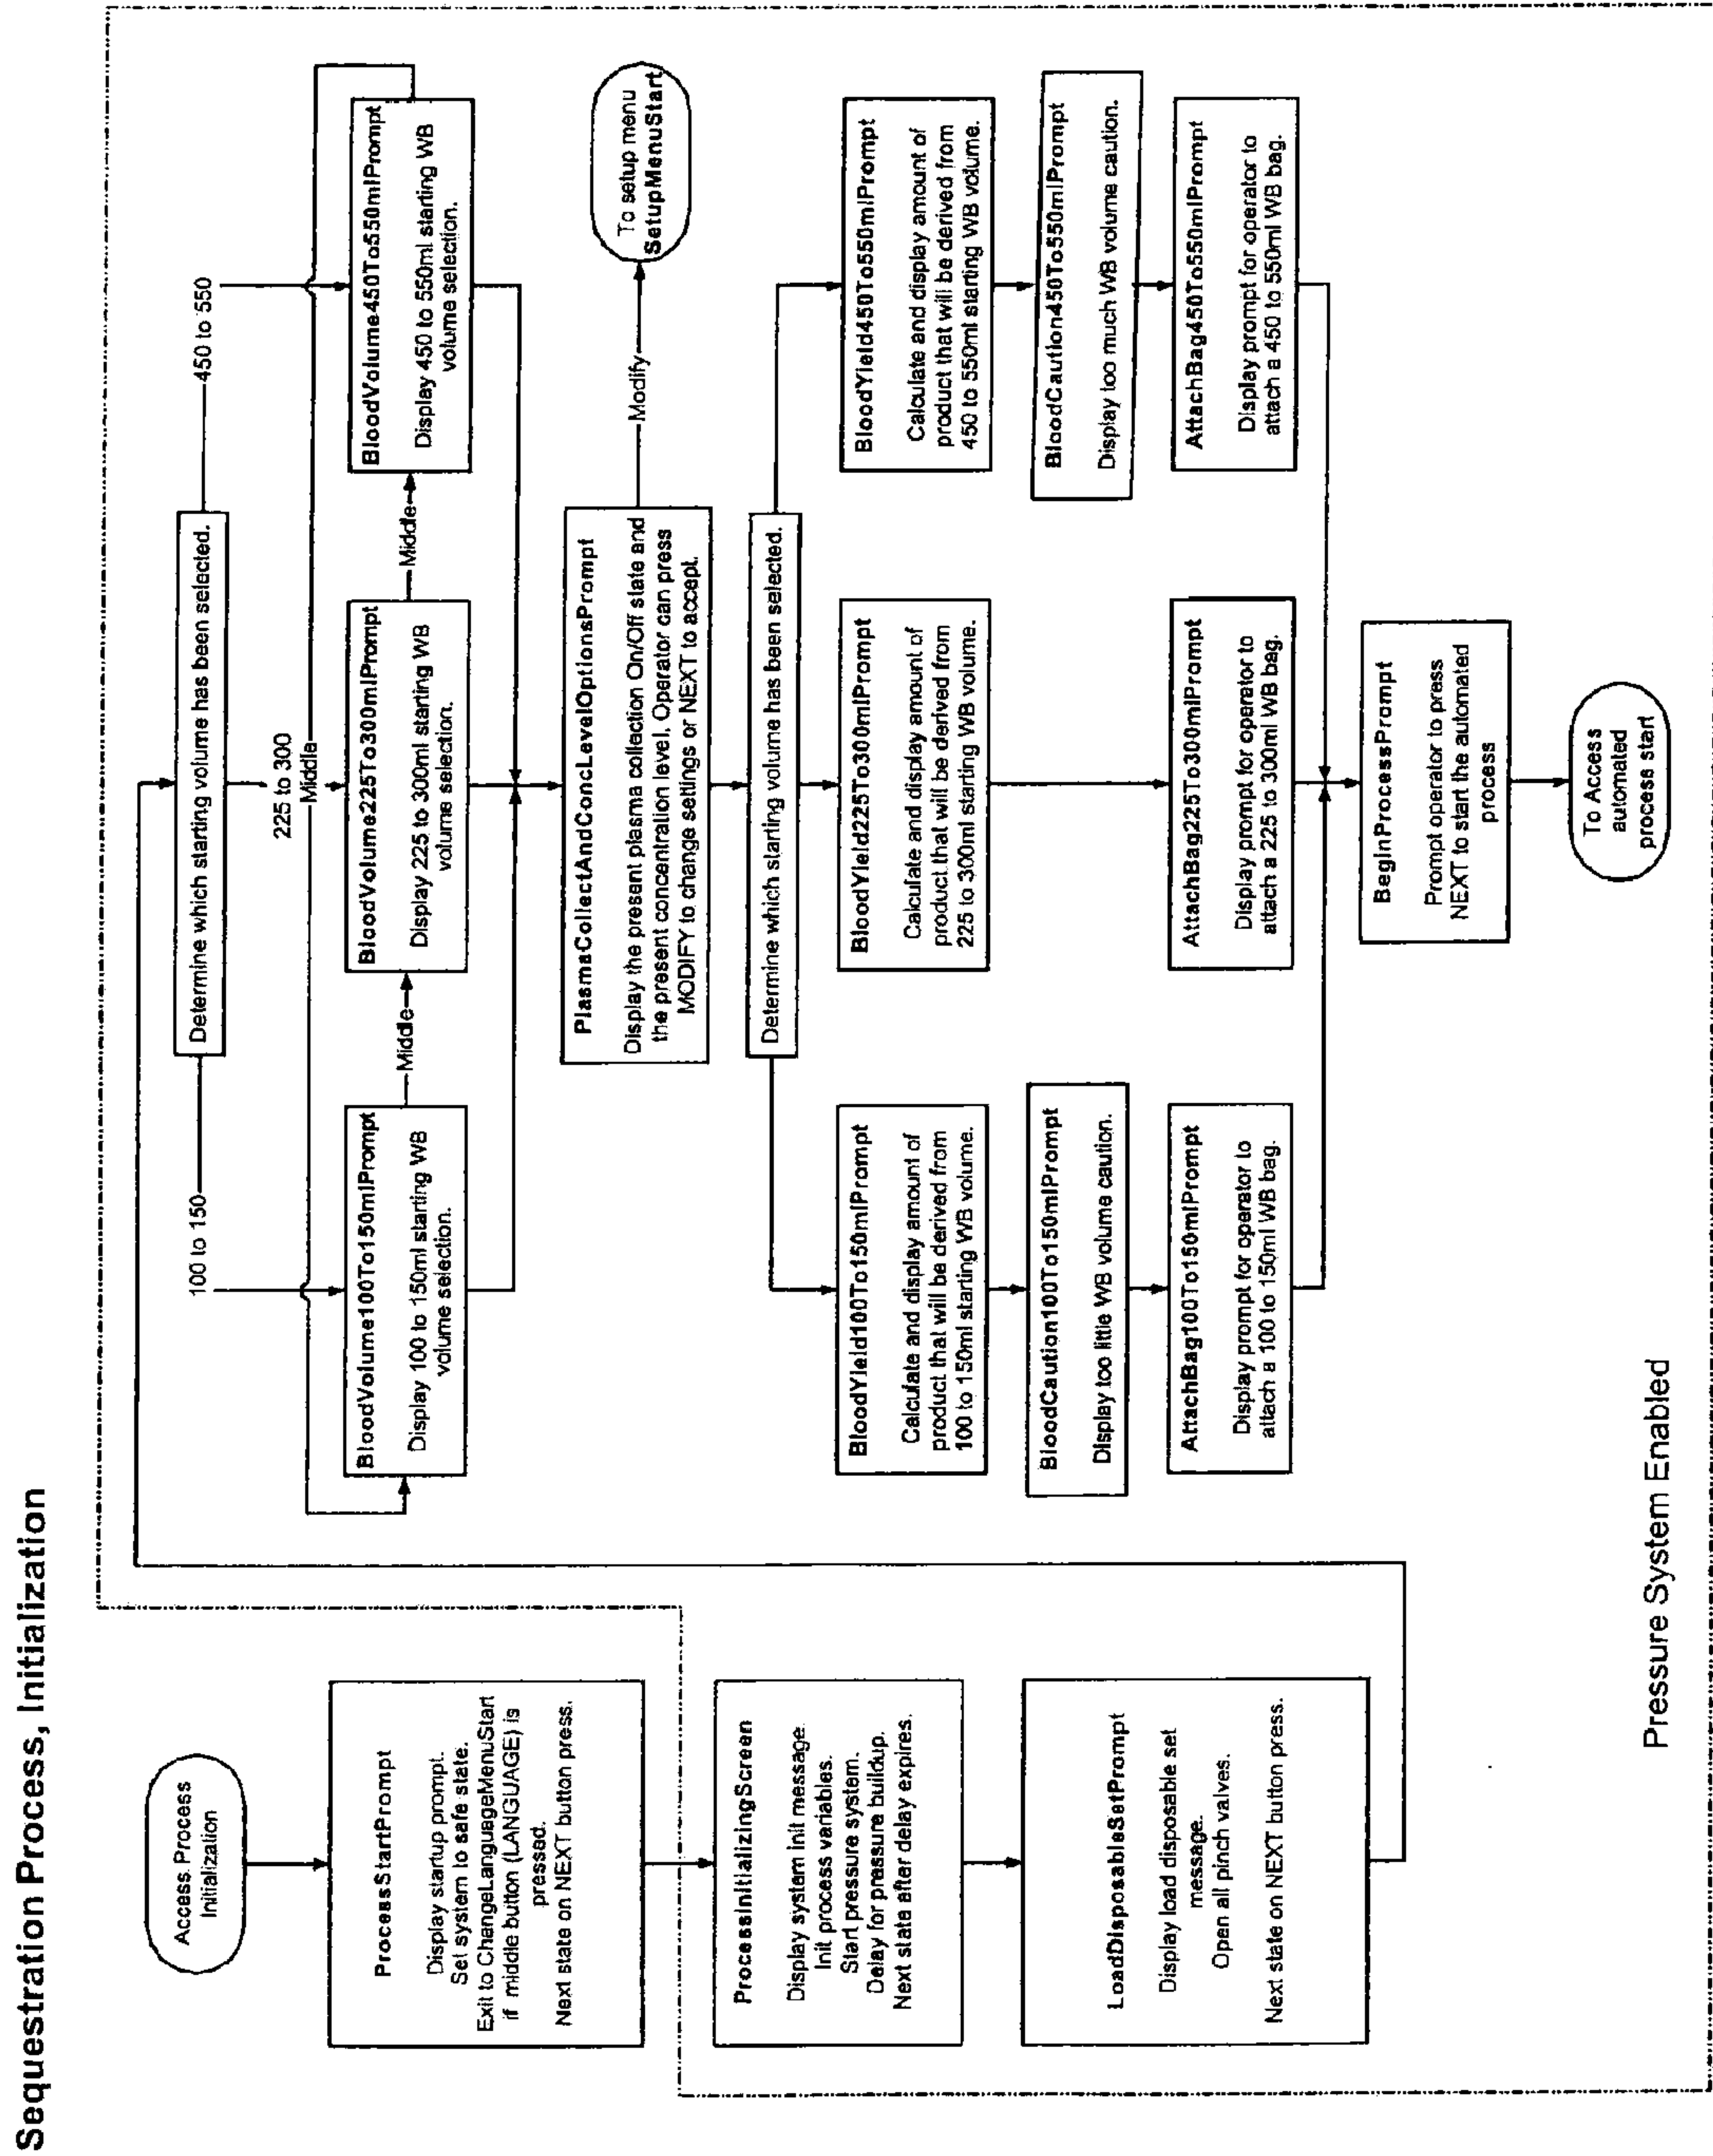 Sequestration Process, Initialization
Access Process
Initialization
ProcessStartPrompt
Display startup prompt.
Set system to safe state.
Exit to ChangeLanguageMenuStart
if middle button (LANGUAGE) is
pressed.
Next state on NEXT button press.
ProcessInitializingScreen
Display system init message.
Init process variables.
Start pressure system.
Delay for pressure buildup.
Next state after delay expires.
LoadDisposableSetPrompt
Display load disposable set
message.
Open all pinch valves.
Next state on NEXT button press.
Determine which starting volume has been selected.
100 to 150
225 to 300
450 to 550
Middle
BloodVolume100To150mlPrompt
Display 100 to 150ml starting WB
volume selection.
Middle
BloodVolume225To300mlPrompt
Display 225 to 300ml starting WB
volume selection.
Middle
BloodVolume450To550mlPrompt
Display 450 to 550ml starting WB
volume selection.
PlasmaCollectAndConcLevelOptionsPrompt
Display the present plasma collection On/Off state and
the present concentration level. Operator can press
MODIFY to change settings or NEXT to accept.
Modify
To setup menu
SetupMenuStart
Determine which starting volume has been selected.
BloodYield100To150mlPrompt
Calculate and display amount of
product that will be derived from
100 to 150ml starting WB volume.
BloodYield225To300mlPrompt
Calculate and display amount of
product that will be derived from
225 to 300ml starting WB volume.
BloodYield450To550mlPrompt
Calculate and display amount of
product that will be derived from
450 to 550ml starting WB volume.
BloodCaution100To150mlPrompt
Display too little WB volume caution.
BloodCaution450To550mlPrompt
Display too much WB volume caution.
AttachBag100To150mlPrompt
Display prompt for operator to
attach a 100 to 150ml WB bag.
AttachBag225To300mlPrompt
Display prompt for operator to
attach a 225 to 300ml WB bag.
AttachBag450To550mlPrompt
Display prompt for operator to
attach a 450 to 550ml WB bag.
BeginProcessPrompt
Prompt operator to press
NEXT to start the automated
process
To Access
automated
process start
Pressure System Enabled